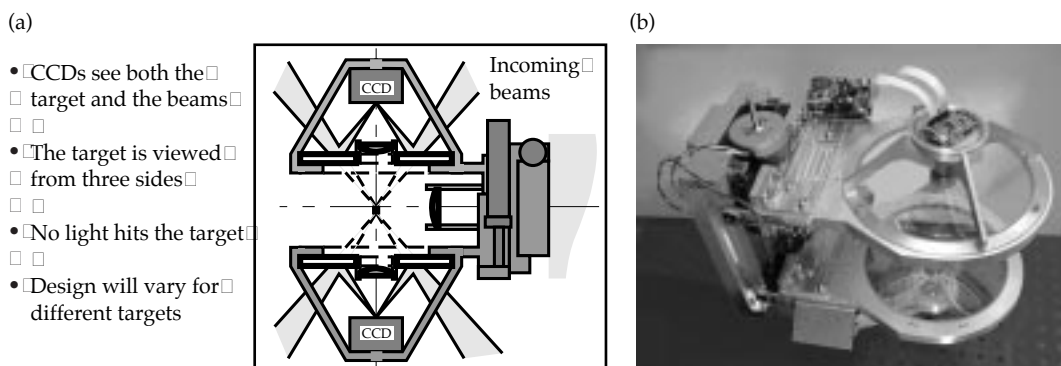 (a)
(b)
• CCDs see both the
target and the beams
• The target is viewed
from three sides
• No light hits the target
• Design will vary for
different targets
CCD
Incoming
beams
CCD